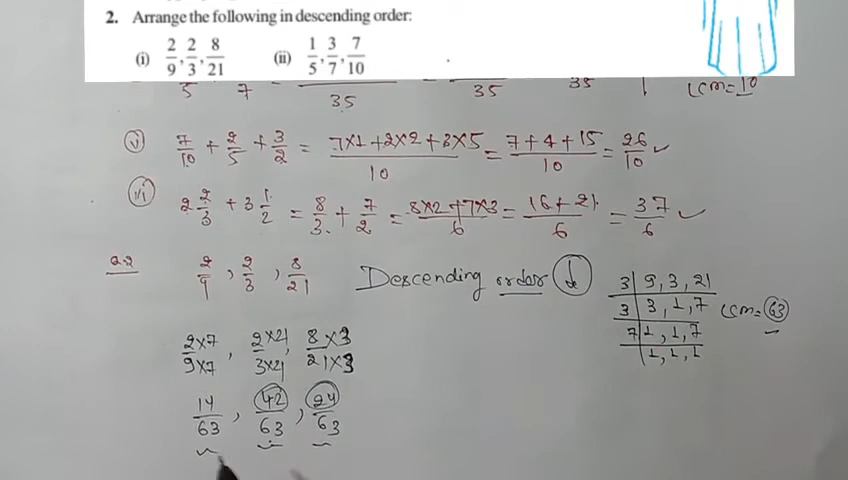 2. Arrange the following in descending order:
(i) 2/9, 2/3, 8/21 (ii) 1/5, 3/7, 7/10
5 7 35 35 35 LCM=10
(v) 7/10 + 2/5 + 3/2 = (7×1+2×2+3×5)/10 = (7+4+15)/10 = 26/10 ✓
(vi) 2 2/3 + 3 1/2 = 8/3 + 7/2 = (8×2+7×3)/6 = (16+21)/6 = 37/6 ✓
Q.2 2/9, 2/3, 8/21 Descending order ↓
3 | 9, 3, 21
3 | 3, 1, 7 LCM = 63
7 | 1, 1, 7
1, 1, 1
(2×7)/(9×7), (2×21)/(3×21), (8×3)/(21×3)
14/63, 42/63, 24/63